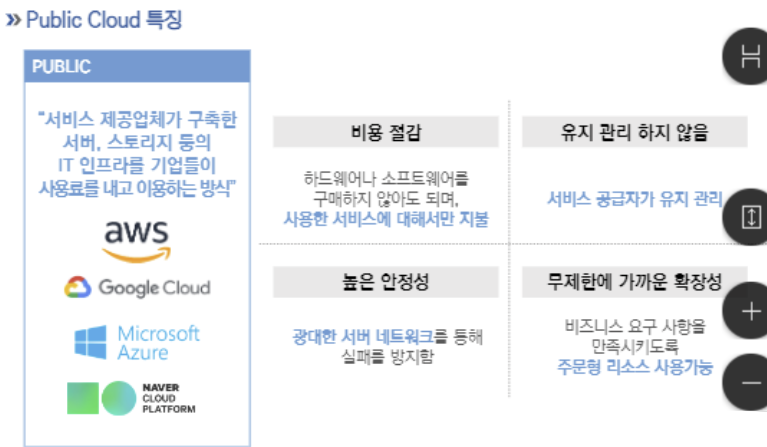 » Public Cloud 특징
PUBLIC
"서비스 제공업체가 구축한
서버, 스토리지 등의
IT 인프라를 기업들이
사용료를 내고 이용하는 방식"
aws
Google Cloud
Microsoft
Azure
NAVER
CLOUD
PLATFORM
비용 절감
하드웨어나 소프트웨어를
구매하지 않아도 되며,
사용한 서비스에 대해서만 지불
유지 관리 하지 않음
서비스 공급자가 유지 관리
높은 안정성
광대한 서버 네트워크를 통해
실패를 방지함
무제한에 가까운 확장성
비즈니스 요구 사항을
만족시키도록
주문형 리소스 사용가능